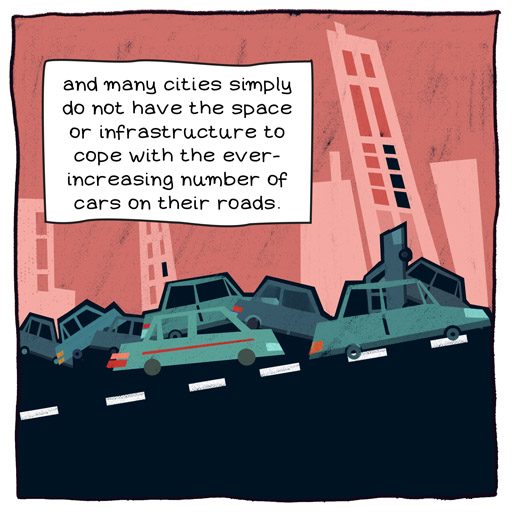 and many cities simply
do not have the space
or infrastructure to
cope with the ever-
increasing number of
cars on their roads.